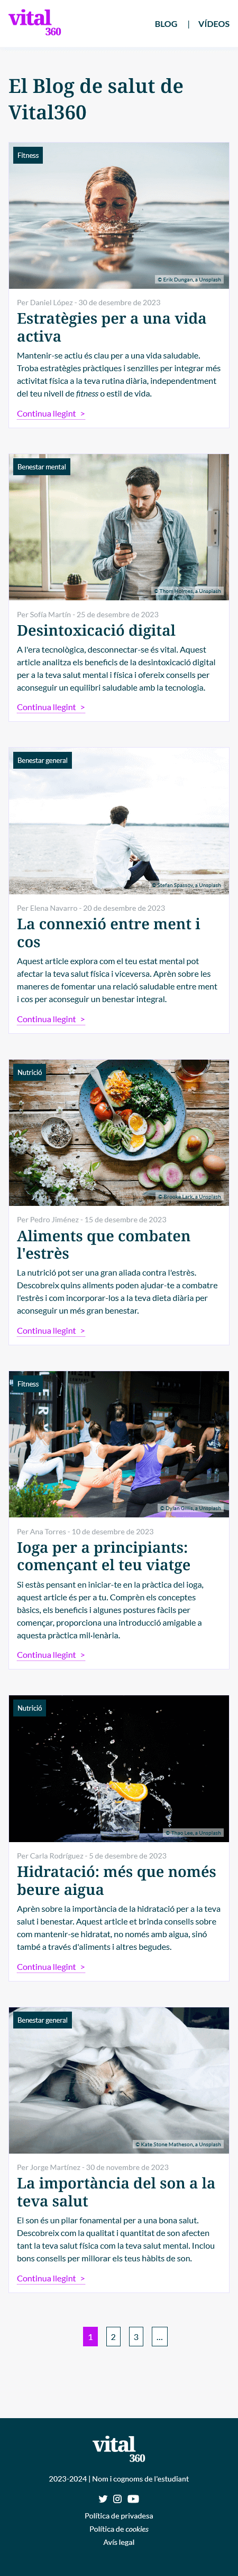 vital
360
BLOG | VÍDEOS
El Blog de salut de
Vital360
Fitness
© Erik Dungan, a Unsplash
Per Daniel López - 30 de desembre de 2023
Estratègies per a una vida
activa
Mantenir-se actiu és clau per a una vida saludable.
Troba estratègies pràctiques i senzilles per integrar més
activitat física a la teva rutina diària, independentment
del teu nivell de fitness o estil de vida.
Continua llegint >
Benestar mental
© Thom Holmes, a Unsplash
Per Sofía Martín - 25 de desembre de 2023
Desintoxicació digital
A l'era tecnològica, desconnectar-se és vital. Aquest
article analitza els beneficis de la desintoxicació digital
per a la teva salut mental i física i ofereix consells per
aconseguir un equilibri saludable amb la tecnologia.
Continua llegint >
Benestar general
© Stefan Spassov, a Unsplash
Per Elena Navarro - 20 de desembre de 2023
La connexió entre ment i
cos
Aquest article explora com el teu estat mental pot
afectar la teva salut física i viceversa. Aprèn sobre les
maneres de fomentar una relació saludable entre ment
i cos per aconseguir un benestar integral.
Continua llegint >
Nutrició
© Brooke Lark, a Unsplash
Per Pedro Jiménez - 15 de desembre de 2023
Aliments que combaten
l'estrès
La nutrició pot ser una gran aliada contra l'estrès.
Descobreix quins aliments poden ajudar-te a combatre
l'estrès i com incorporar-los a la teva dieta diària per
aconseguir un més gran benestar.
Continua llegint >
Fitness
© Dylan Gillis, a Unsplash
Per Ana Torres - 10 de desembre de 2023
Ioga per a principiants:
començant el teu viatge
Si estàs pensant en iniciar-te en la pràctica del ioga,
aquest article és per a tu. Comprèn els conceptes
bàsics, els beneficis i algunes postures fàcils per
començar, proporciona una introducció amigable a
aquesta pràctica mil·lenària.
Continua llegint >
Nutrició
© Thao Lee, a Unsplash
Per Carla Rodríguez - 5 de desembre de 2023
Hidratació: més que només
beure aigua
Aprèn sobre la importància de la hidratació per a la teva
salut i benestar. Aquest article et brinda consells sobre
com mantenir-se hidratat, no només amb aigua, sinó
també a través d'aliments i altres begudes.
Continua llegint >
Benestar general
© Kate Stone Matheson, a Unsplash
Per Jorge Martínez - 30 de novembre de 2023
La importància del son a la
teva salut
El son és un pilar fonamental per a una bona salut.
Descobreix com la qualitat i quantitat de son afecten
tant la teva salut física com la teva salut mental. Inclou
bons consells per millorar els teus hàbits de son.
Continua llegint >
1 2 3 ...
vital
360
2023-2024 | Nom i cognoms de l'estudiant
Política de privadesa
Política de cookies
Avís legal